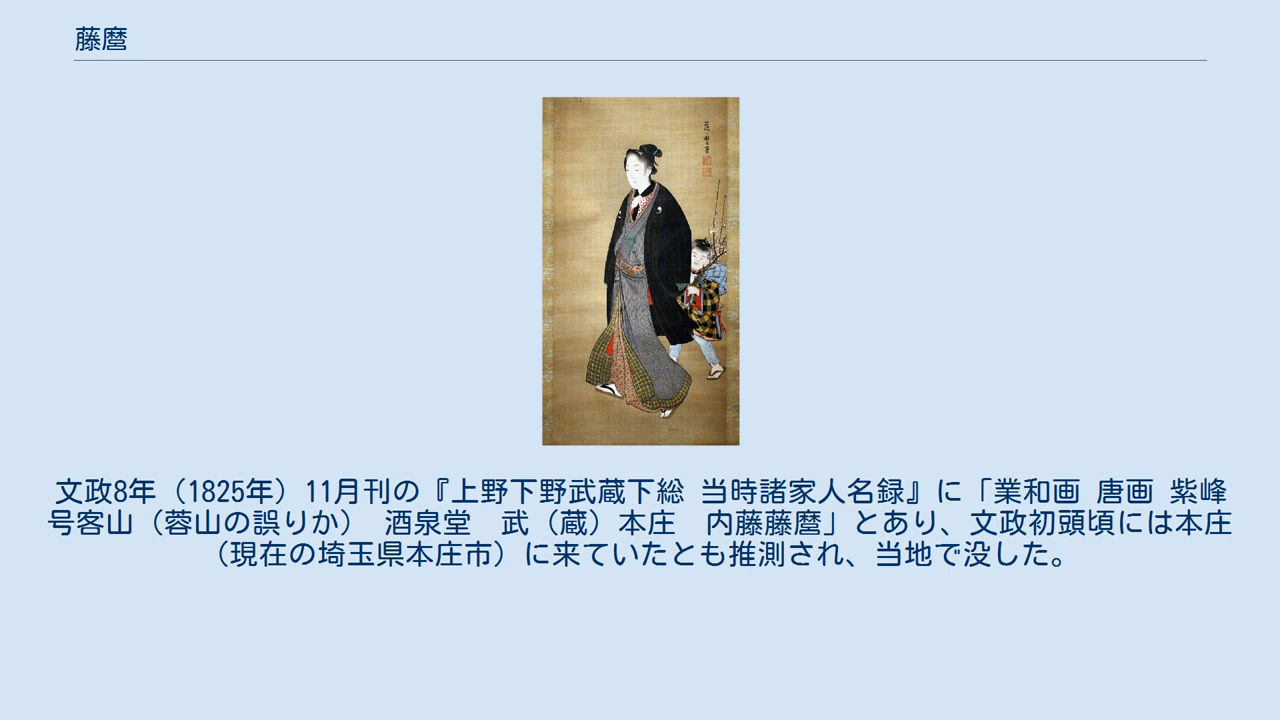 藤麿
文政8年（1825年）11月刊の『上野下野武蔵下総 当時諸家人名録』に「業和画 唐画 紫峰
号客山（蓉山の誤りか）　酒泉堂　武（蔵）本庄　内藤藤麿」とあり、文政初頭頃には本庄
（現在の埼玉県本庄市）に来ていたとも推測され、当地で没した。